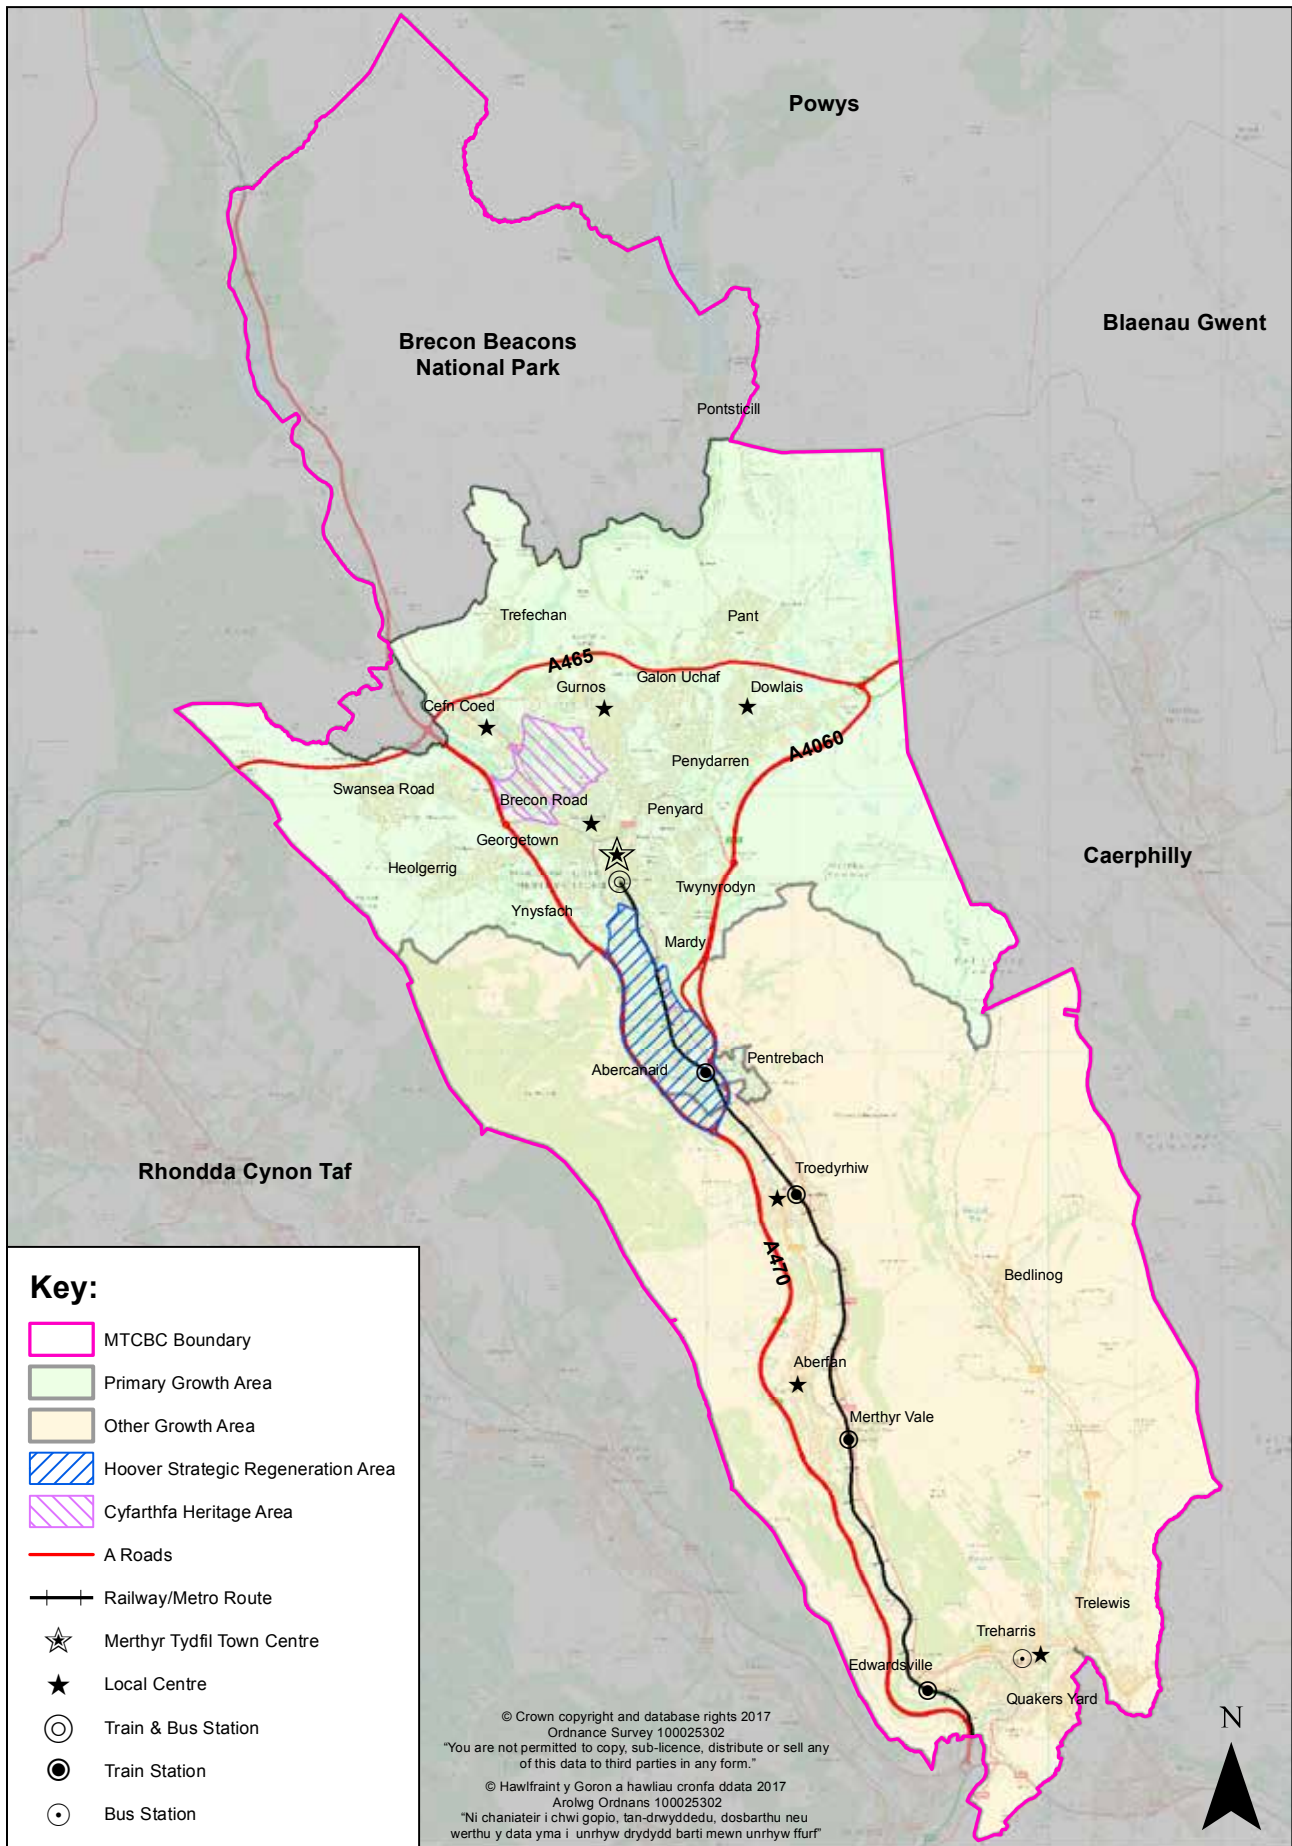 Powys
Blaenau Gwent
Brecon Beacons
National Park
Pontsticill
Trefechan
Pant
A465
Galon Uchaf
Gurnos
Dowlais
Cefn Coed
A4060
Penydarren
Swansea Road
Brecon Road
Penyard
Georgetown
Caerphilly
Heolgerrig
Twynyrodyn
Ynysfach
Mardy
Pentrebach
Abercanaid
Rhondda Cynon Taf
Troedyrhiw
A470
Bedlinog
Aberfan
Merthyr Vale
Trelewis
Treharris
Edwardsville
Quakers Yard
Key:
MTCBC Boundary
Primary Growth Area
Other Growth Area
Hoover Strategic Regeneration Area
Cyfarthfa Heritage Area
A Roads
Railway/Metro Route
Merthyr Tydfil Town Centre
Local Centre
Train & Bus Station
Train Station
Bus Station
© Crown copyright and database rights 2017
Ordnance Survey 100025302
“You are not permitted to copy, sub-licence, distribute or sell any
of this data to third parties in any form.”
© Hawlfraint y Goron a hawliau cronfa ddata 2017
Arolwg Ordnans 100025302
“Ni chaniateir i chwi gopio, tan-drwyddedu, dosbarthu neu
werthu y data yma i unrhyw drydydd barti mewn unrhyw ffurf”
N